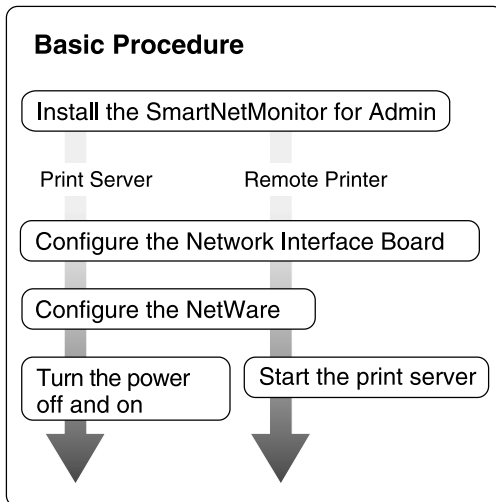 Basic Procedure
Install the SmartNetMonitor for Admin
Print Server
Remote Printer
Configure the Network Interface Board
Configure the NetWare
Turn the power
off and on
Start the print server